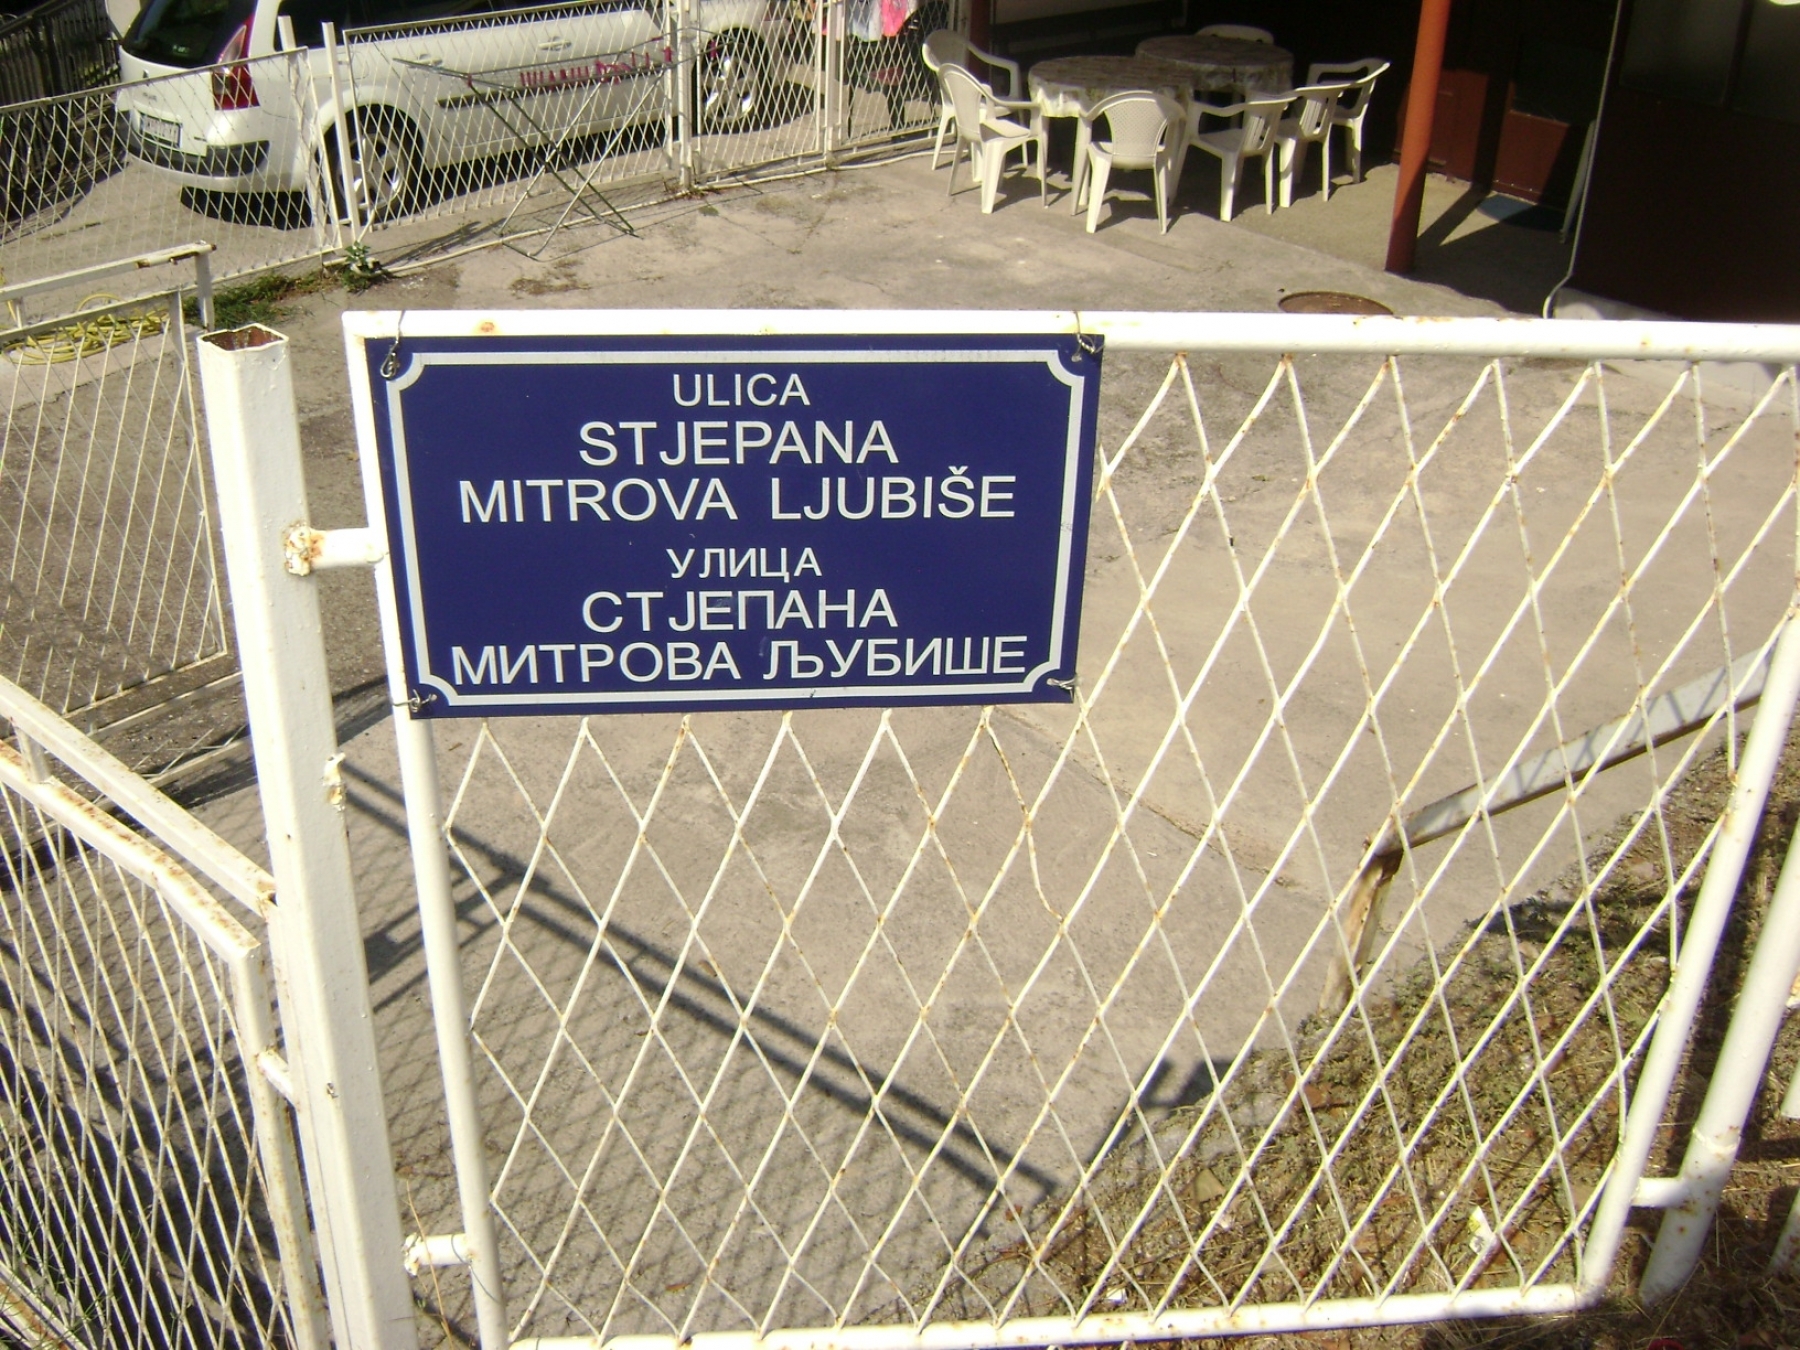 ULICA
STJEPANA
MITROVA LJUBIŠE
УЛИЦА
СТЈЕПАНА
МИТРОВА ЉУБИШЕ